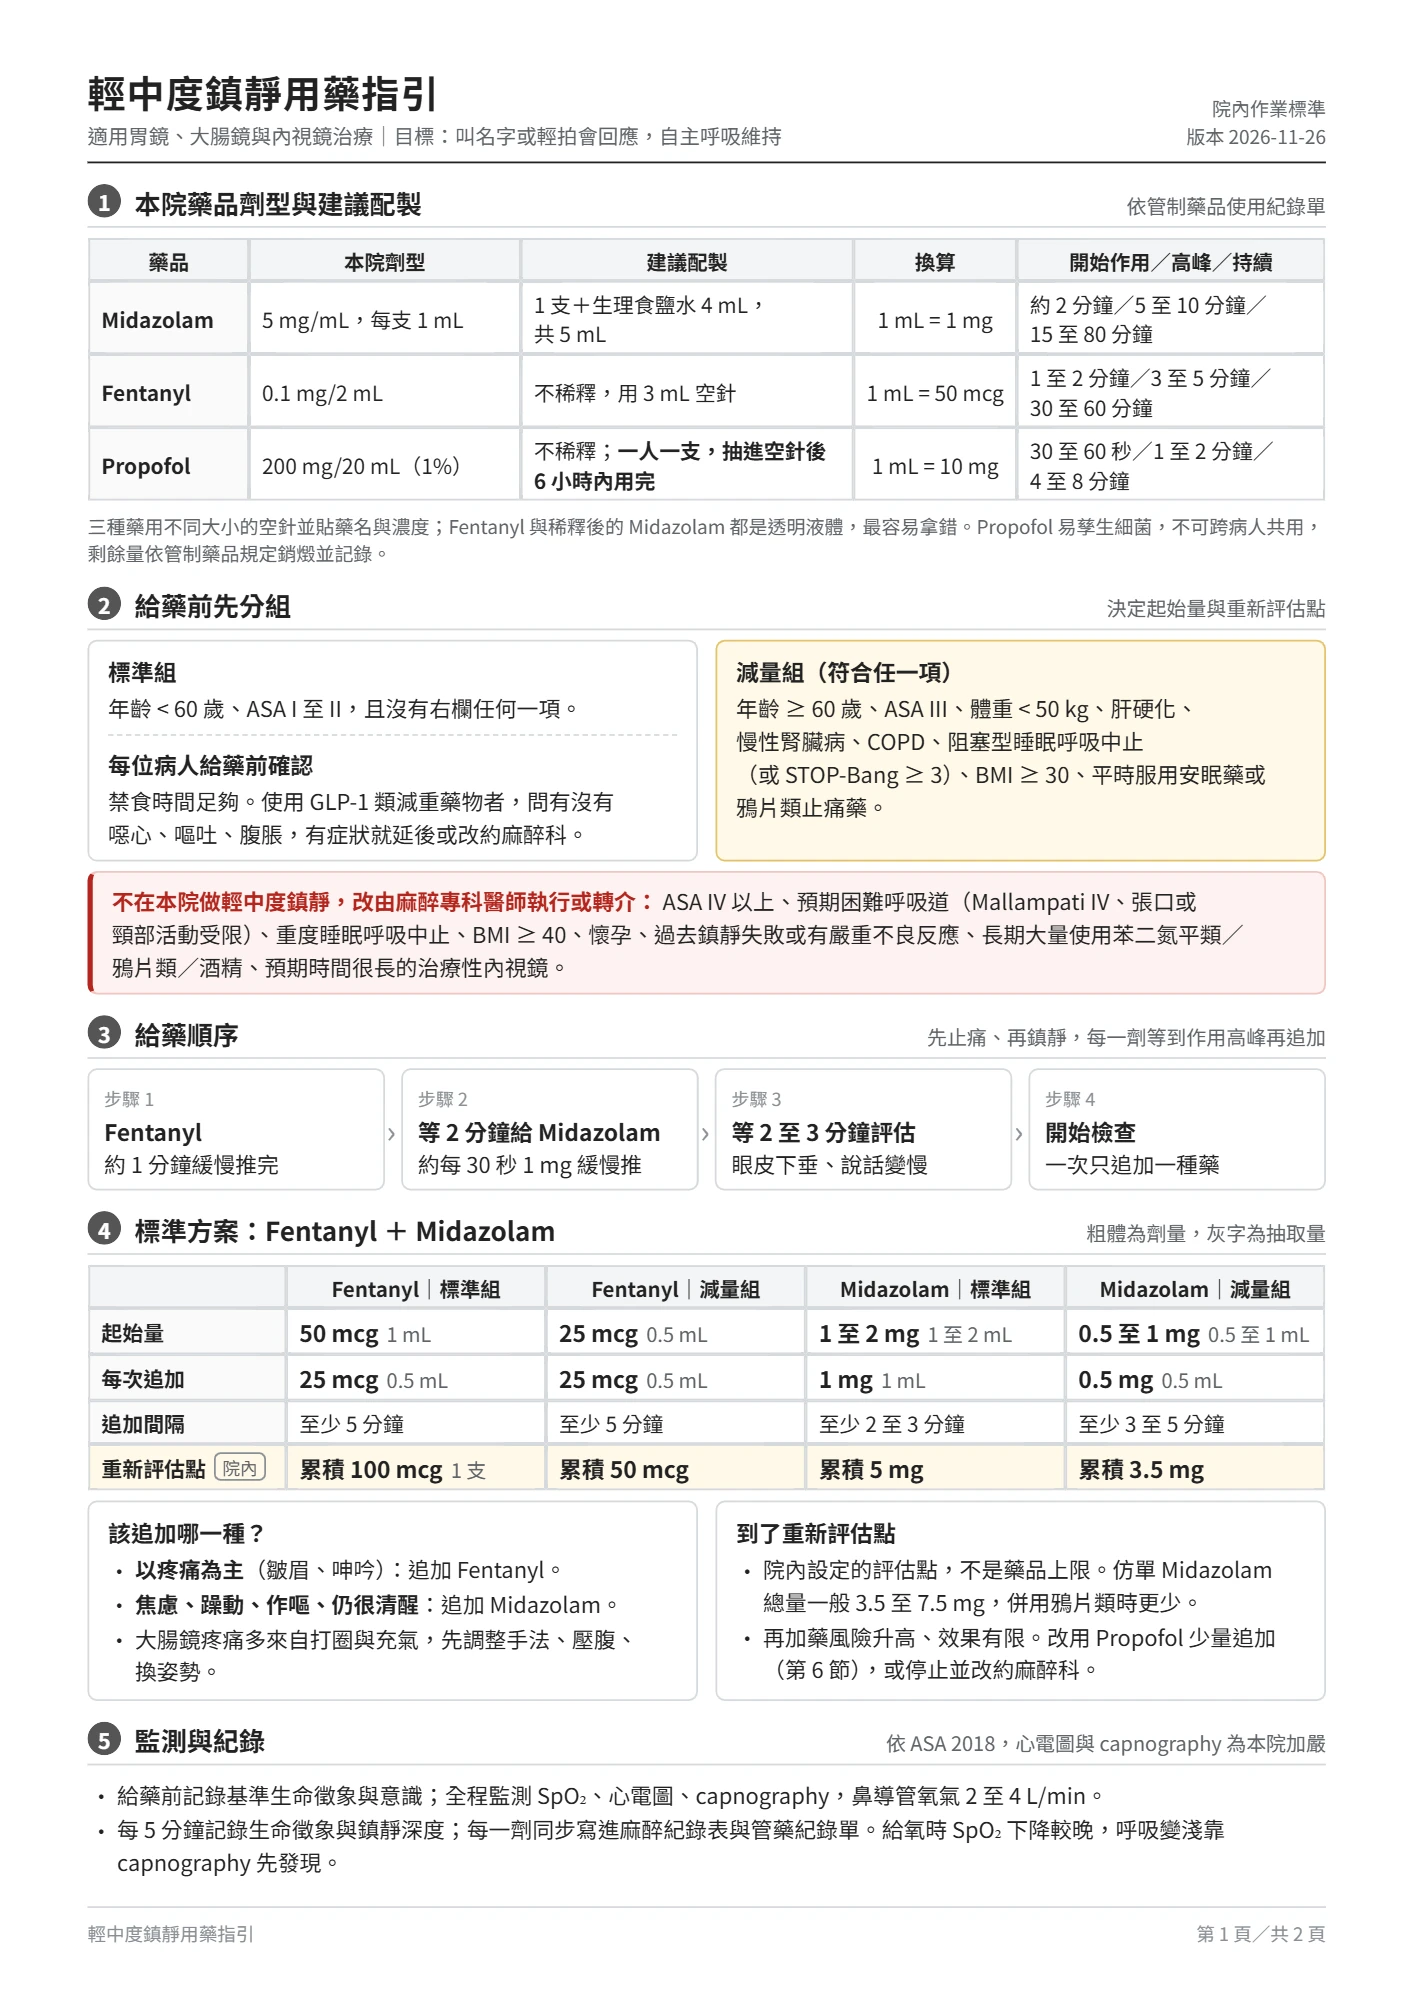 輕中度鎮靜用藥指引
適用胃鏡、大腸鏡與內視鏡治療｜目標：叫名字或輕拍會回應，自主呼吸維持
院內作業標準
版本 2026-11-26
1 本院藥品劑型與建議配製
依管制藥品使用紀錄單
藥品 本院劑型 建議配製 換算 開始作用／高峰／持續
Midazolam 5 mg/mL，每支 1 mL 1 支＋生理食鹽水 4 mL，共 5 mL 1 mL = 1 mg 約 2 分鐘／5 至 10 分鐘／15 至 80 分鐘
Fentanyl 0.1 mg/2 mL 不稀釋，用 3 mL 空針 1 mL = 50 mcg 1 至 2 分鐘／3 至 5 分鐘／30 至 60 分鐘
Propofol 200 mg/20 mL（1%） 不稀釋；一人一支，抽進空針後 6 小時內用完 1 mL = 10 mg 30 至 60 秒／1 至 2 分鐘／4 至 8 分鐘
三種藥用不同大小的空針並貼藥名與濃度；Fentanyl 與稀釋後的 Midazolam 都是透明液體，最容易拿錯。Propofol 易孳生細菌，不可跨病人共用，
剩餘量依管制藥品規定銷燬並記錄。
2 給藥前先分組
決定起始量與重新評估點
標準組
年齡 < 60 歲、ASA I 至 II，且沒有右欄任何一項。
每位病人給藥前確認
禁食時間足夠。使用 GLP-1 類減重藥物者，問有沒有
噁心、嘔吐、腹脹，有症狀就延後或改約麻醉科。
減量組（符合任一項）
年齡 ≥ 60 歲、ASA III、體重 < 50 kg、肝硬化、
慢性腎臟病、COPD、阻塞型睡眠呼吸中止
（或 STOP-Bang ≥ 3）、BMI ≥ 30、平時服用安眠藥或
鴉片類止痛藥。
不在本院做輕中度鎮靜，改由麻醉專科醫師執行或轉介： ASA IV 以上、預期困難呼吸道（Mallampati IV、張口或
頸部活動受限）、重度睡眠呼吸中止、BMI ≥ 40、懷孕、過去鎮靜失敗或有嚴重不良反應、長期大量使用苯二氮平類／
鴉片類／酒精、預期時間很長的治療性內視鏡。
3 給藥順序
先止痛、再鎮靜，每一劑等到作用高峰再追加
步驟 1
Fentanyl
約 1 分鐘緩慢推完
›
步驟 2
等 2 分鐘給 Midazolam
約每 30 秒 1 mg 緩慢推
›
步驟 3
等 2 至 3 分鐘評估
眼皮下垂、說話變慢
›
步驟 4
開始檢查
一次只追加一種藥
4 標準方案：Fentanyl ＋ Midazolam
粗體為劑量，灰字為抽取量
Fentanyl｜標準組 Fentanyl｜減量組 Midazolam｜標準組 Midazolam｜減量組
起始量 50 mcg 1 mL 25 mcg 0.5 mL 1 至 2 mg 1 至 2 mL 0.5 至 1 mg 0.5 至 1 mL
每次追加 25 mcg 0.5 mL 25 mcg 0.5 mL 1 mg 1 mL 0.5 mg 0.5 mL
追加間隔 至少 5 分鐘 至少 5 分鐘 至少 2 至 3 分鐘 至少 3 至 5 分鐘
重新評估點 院內 累積 100 mcg 1 支 累積 50 mcg 累積 5 mg 累積 3.5 mg
該追加哪一種？
• 以疼痛為主（皺眉、呻吟）：追加 Fentanyl。
• 焦慮、躁動、作嘔、仍很清醒：追加 Midazolam。
• 大腸鏡疼痛多來自打圈與充氣，先調整手法、壓腹、
換姿勢。
到了重新評估點
• 院內設定的評估點，不是藥品上限。仿單 Midazolam
總量一般 3.5 至 7.5 mg，併用鴉片類時更少。
• 再加藥風險升高、效果有限。改用 Propofol 少量追加
（第 6 節），或停止並改約麻醉科。
5 監測與紀錄
依 ASA 2018，心電圖與 capnography 為本院加嚴
• 給藥前記錄基準生命徵象與意識；全程監測 SpO₂、心電圖、capnography，鼻導管氧氣 2 至 4 L/min。
• 每 5 分鐘記錄生命徵象與鎮靜深度；每一劑同步寫進麻醉紀錄表與管藥紀錄單。給氧時 SpO₂ 下降較晚，呼吸變淺靠
capnography 先發現。
輕中度鎮靜用藥指引
第 1 頁／共 2 頁